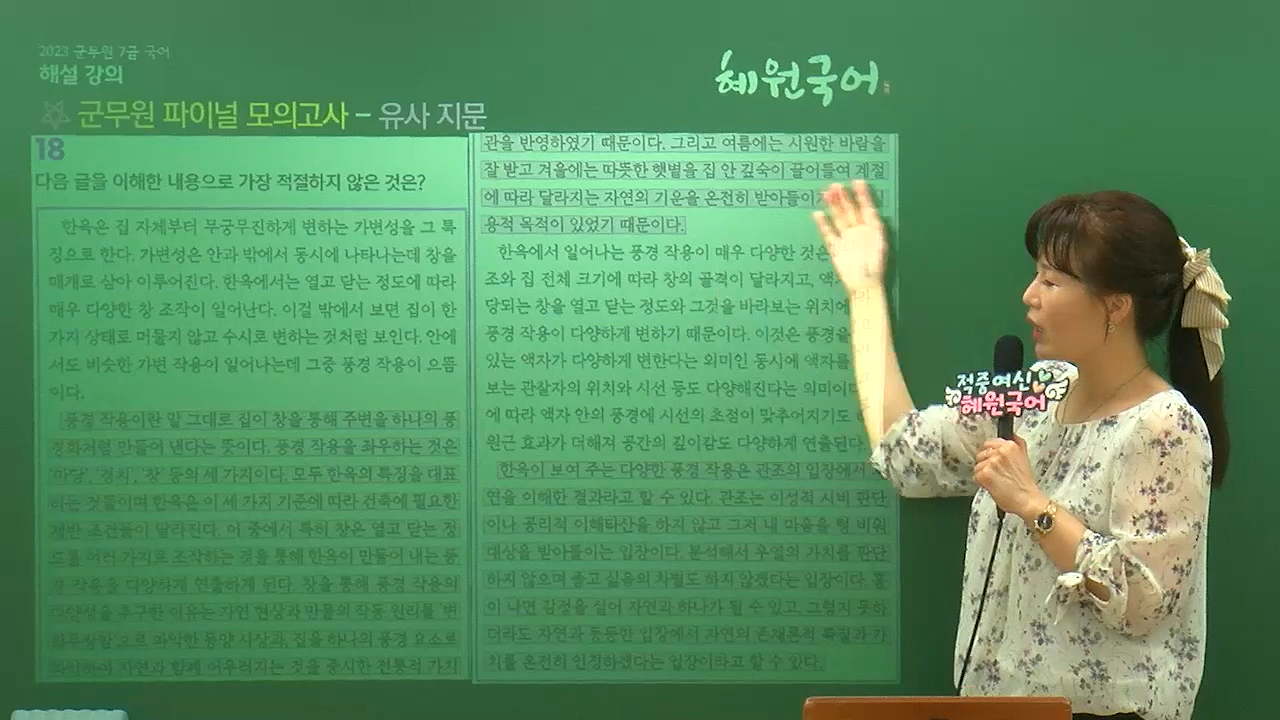 2023 군무원 7급 국어
해설 강의
혜원국어
군무원 파이널 모의고사 – 유사 지문
18
다음 글을 이해한 내용으로 가장 적절하지 않은 것은?
한옥은 집 자체부터 무궁무진하게 변하는 가변성을 그 특
징으로 한다. 가변성은 안과 밖에서 동시에 나타나는데 창을
매개로 삼아 이루어진다. 한옥에서는 열고 닫는 정도에 따라
매우 다양한 창 조작이 일어난다. 이걸 밖에서 보면 집이 한
가지 상태로 머물지 않고 수시로 변하는 것처럼 보인다. 안에
서도 비슷한 가변 작용이 일어나는데 그중 풍경 작용이 으뜸
이다.
풍경 작용이란 말 그대로 집이 창을 통해 주변을 하나의 풍
경화처럼 만들어 낸다는 뜻이다. 풍경 작용을 좌우하는 것은
'마당', '경치', '창' 등의 세 가지이다. 모두 한옥의 특징을 대표
하는 것들이며 한옥은 이 세 가지 기준에 따라 건축에 필요한
제반 조건들이 달라진다. 이 중에서 특히 창은 열고 닫는 정
도를 여러 가지로 조작하는 것을 통해 한옥이 만들어 내는 풍
경 작용을 다양하게 연출하게 된다. 창을 통해 풍경 작용의
다양성을 추구한 이유는 자연 현상과 만물의 작동 원리를 '변
화무쌍함'으로 파악한 동양 사상과, 집을 하나의 풍경 요소로
파악하여 자연과 함께 어우러지는 것을 중시한 전통적 가치
관을 반영하였기 때문이다. 그리고 여름에는 시원한 바람을
잘 받고 겨울에는 따뜻한 햇볕을 집 안 깊숙이 끌어들여 계절
에 따라 달라지는 자연의 기운을 온전히
용적 목적이 있었기 때문이다.
한옥에서 일어나는 풍경 작용이 매우 다양한 것은
조와 집 전체 크기에 따라 창의 골격이 달라지고,
당되는 창을 열고 닫는 정도와 그것을 바라보는 위치에
풍경 작용이 다양하게 변하기 때문이다. 이것은 풍경을
있는 액자가 다양하게 변한다는 의미인 동시에 액자를
보는 관찰자의 위치와 시선 등도 다양해진다는 의미이다
에 따라 액자 안의 풍경에 시선의 초점이 맞추어지기도
원근 효과가 더해져 공간의 깊이감도 다양하게 연출된다
한옥이 보여 주는 다양한 풍경 작용은 관조의 입장에서
연을 이해한 결과라고 할 수 있다. 관조는 이성적 시비 판단
이나 공리적 이해타산을 하지 않고 그저 내 마음을 텅 비워
대상을 받아들이는 입장이다. 분석해서 우열의 가치를 판단
하지 않으며 좋고 싫음의 차별도 하지 않겠다는 입장이다. 흥
이 나면 감정을 실어 자연과 하나가 될 수 있고, 그렇지 못하
더라도 자연과 동등한 입장에서 자연의 존재론적 특질과 가
치를 온전히 인정하겠다는 입장이라고 할 수 있다.
적중여신
혜원국어